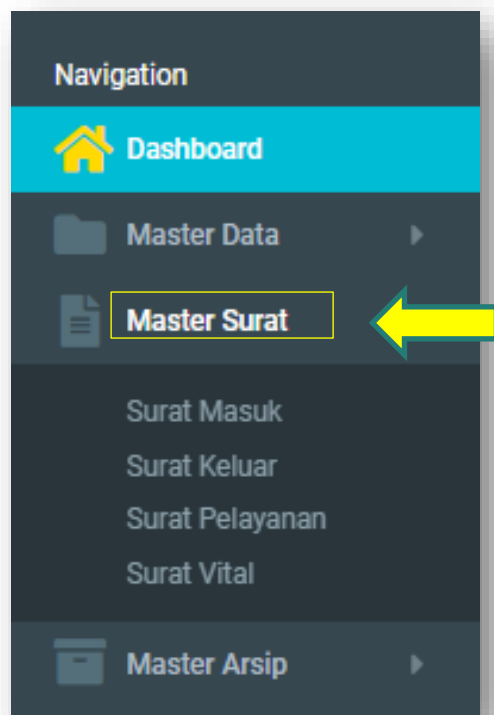 Navigation
Dashboard
Master Data
Master Surat
Surat Masuk
Surat Keluar
Surat Pelayanan
Surat Vital
Master Arsip